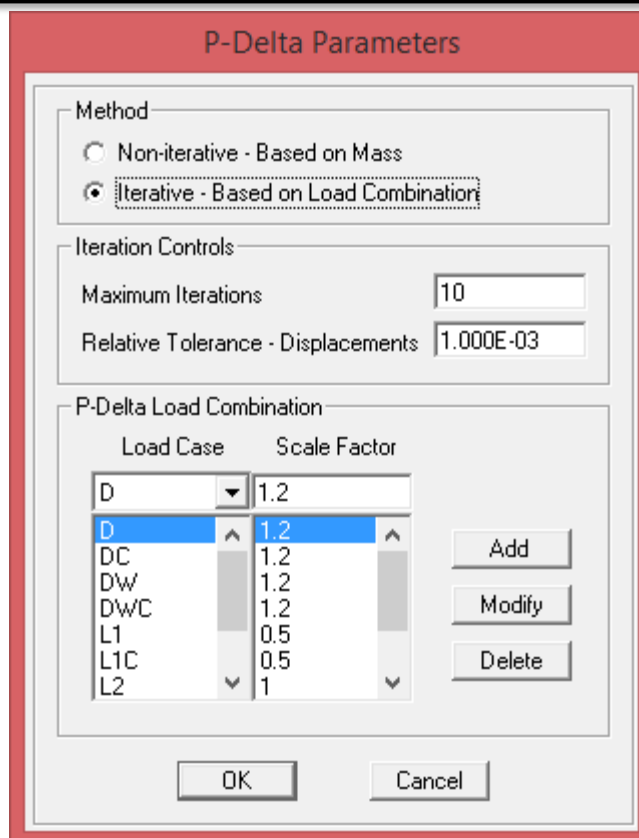 P-Delta Parameters
Method
Non-iterative - Based on Mass
Iterative - Based on Load Combination
Iteration Controls
Maximum Iterations 10
Relative Tolerance - Displacements 1.000E-03
P-Delta Load Combination
Load Case Scale Factor
D 1.2
D 1.2
DC 1.2
DW 1.2
DWC 1.2
L1 0.5
L1C 0.5
L2 1
Add
Modify
Delete
OK Cancel